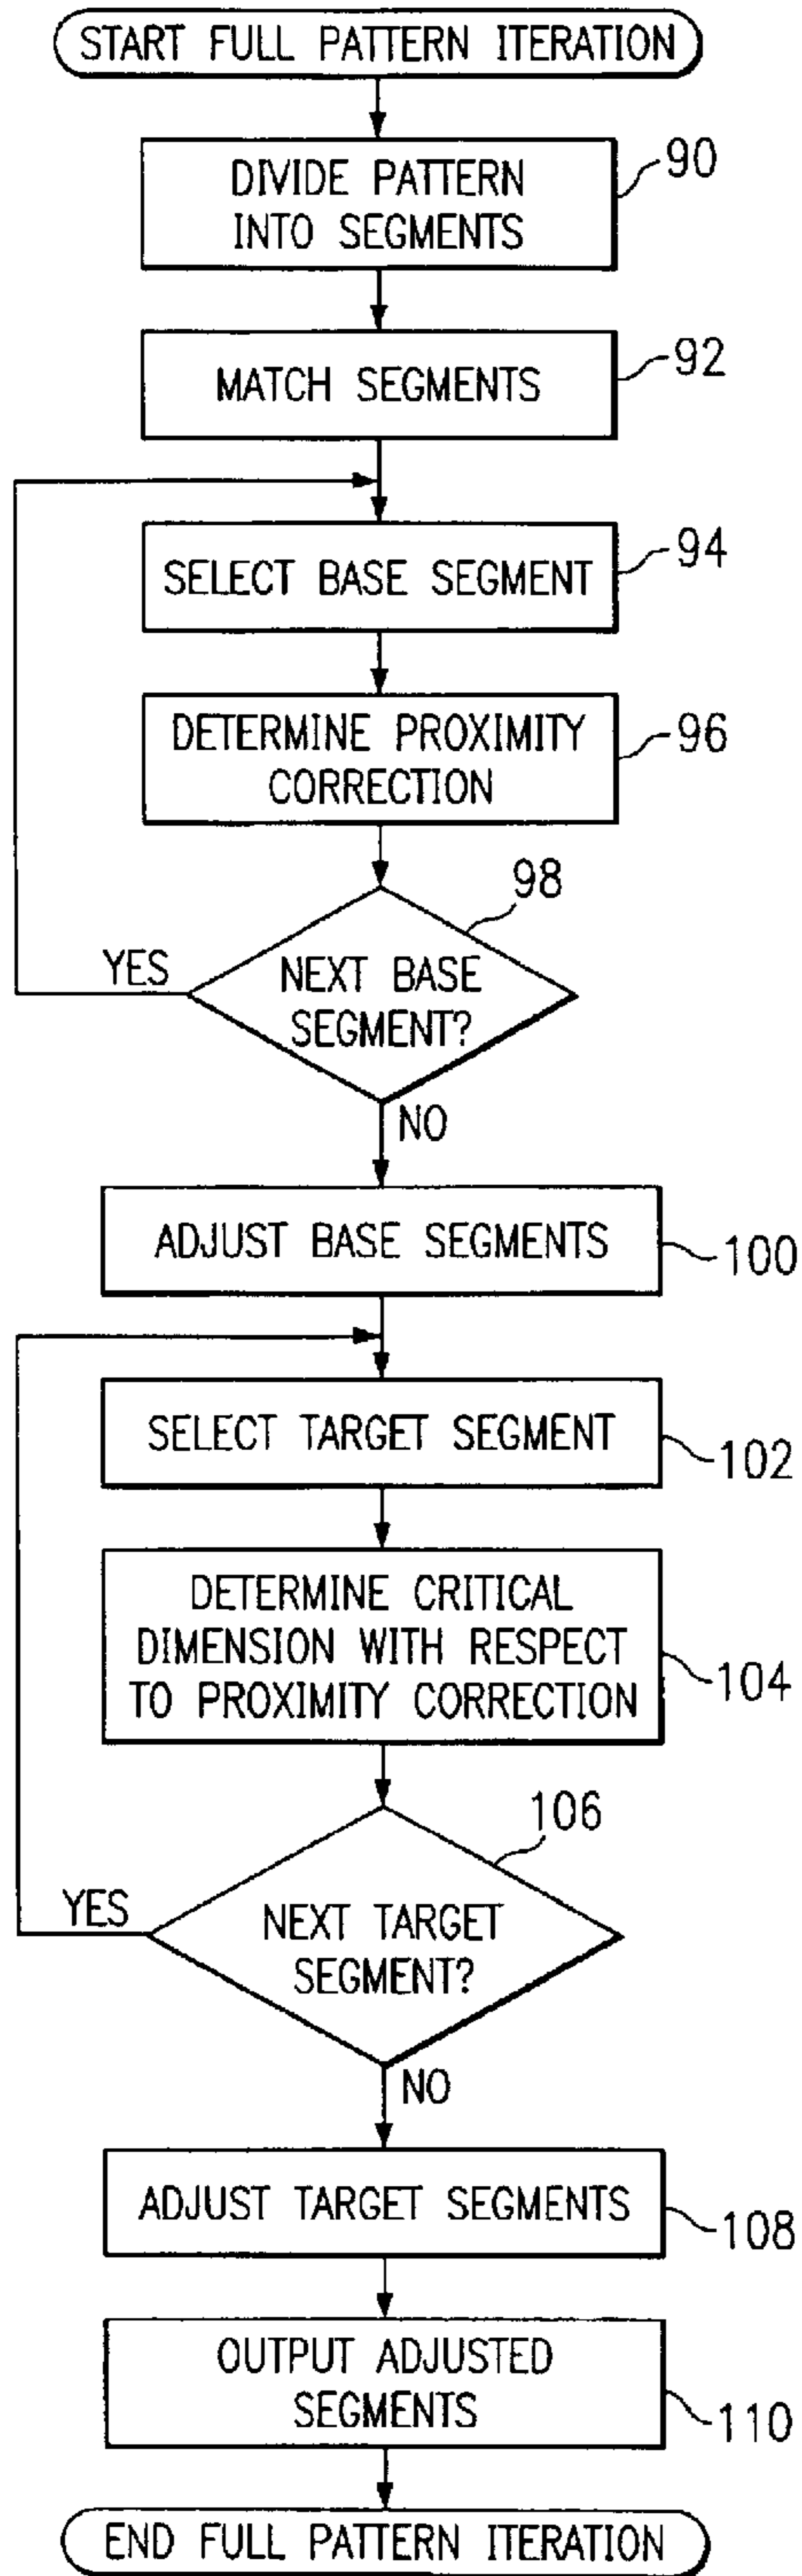 START FULL PATTERN ITERATION
DIVIDE PATTERN
INTO SEGMENTS
90
MATCH SEGMENTS
92
SELECT BASE SEGMENT
94
DETERMINE PROXIMITY
CORRECTION
96
98
YES
NEXT BASE
SEGMENT?
NO
ADJUST BASE SEGMENTS
100
SELECT TARGET SEGMENT
102
DETERMINE CRITICAL
DIMENSION WITH RESPECT
TO PROXIMITY CORRECTION
104
106
YES
NEXT TARGET
SEGMENT?
NO
ADJUST TARGET SEGMENTS
108
OUTPUT ADJUSTED
SEGMENTS
110
END FULL PATTERN ITERATION